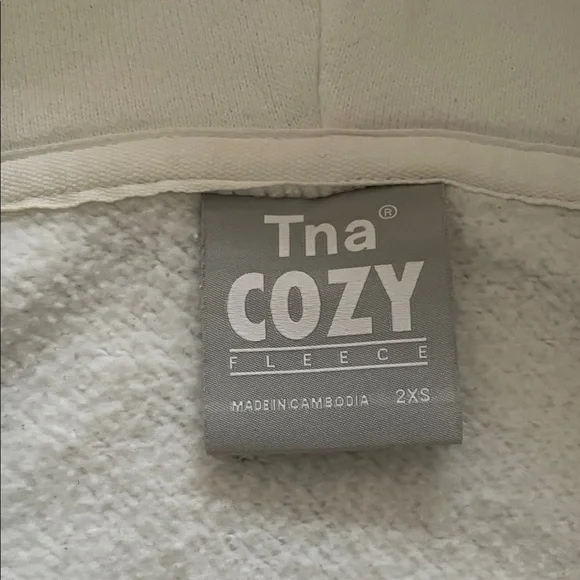 Tna®
COZY
FLEECE
MADE IN CAMBODIA 2XS